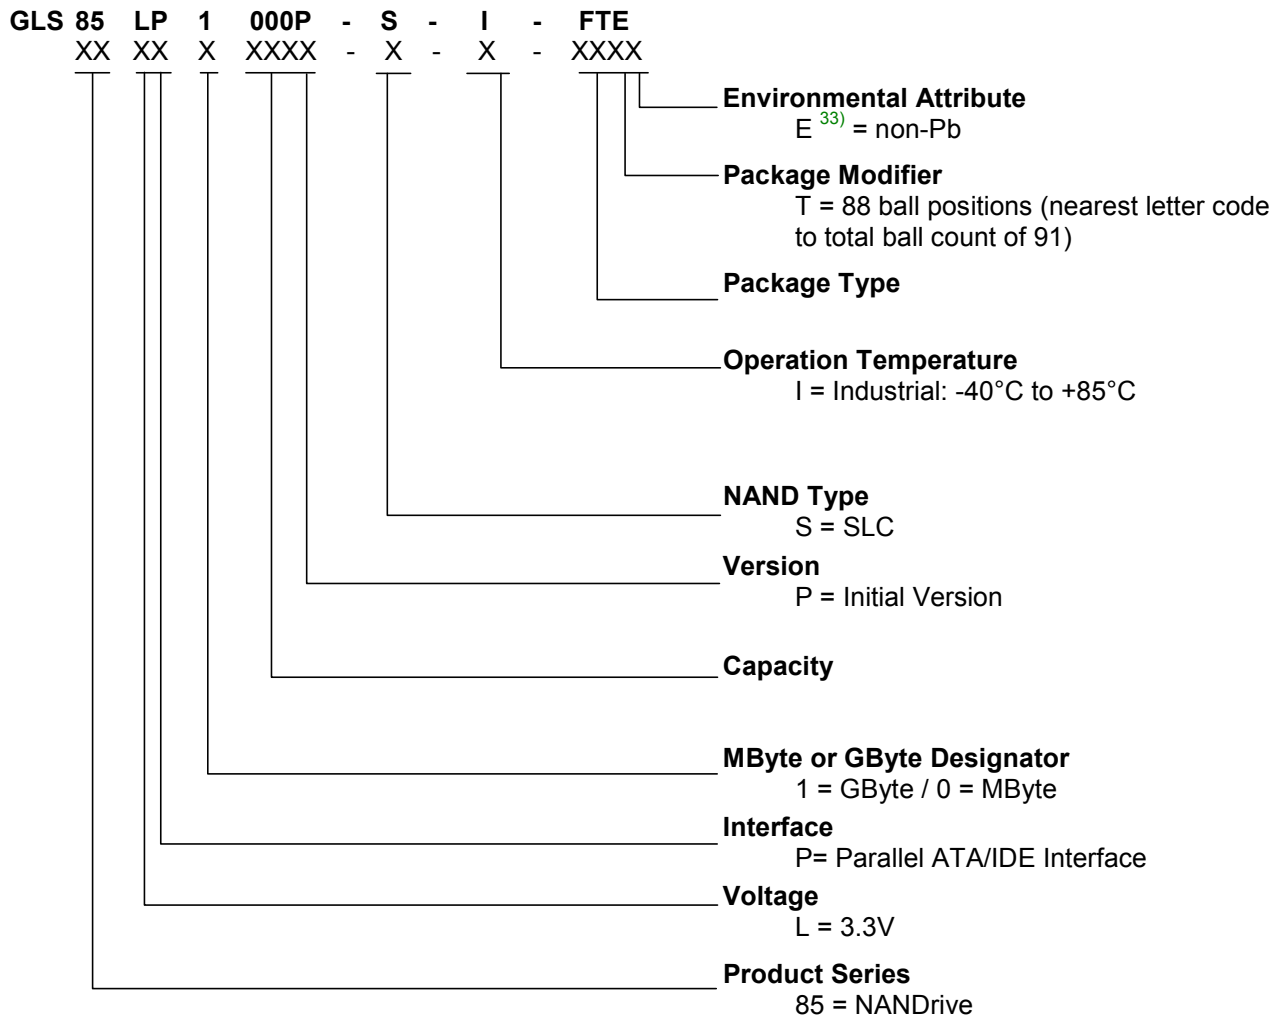 GLS 85 LP 1 000P - S - I - FTE
XX XX X XXXX - X - X - XXXX
Environmental Attribute
E 33) = non-Pb
Package Modifier
T = 88 ball positions (nearest letter code
to total ball count of 91)
Package Type
Operation Temperature
I = Industrial: -40°C to +85°C
NAND Type
S = SLC
Version
P = Initial Version
Capacity
MByte or GByte Designator
1 = GByte / 0 = MByte
Interface
P= Parallel ATA/IDE Interface
Voltage
L = 3.3V
Product Series
85 = NANDrive